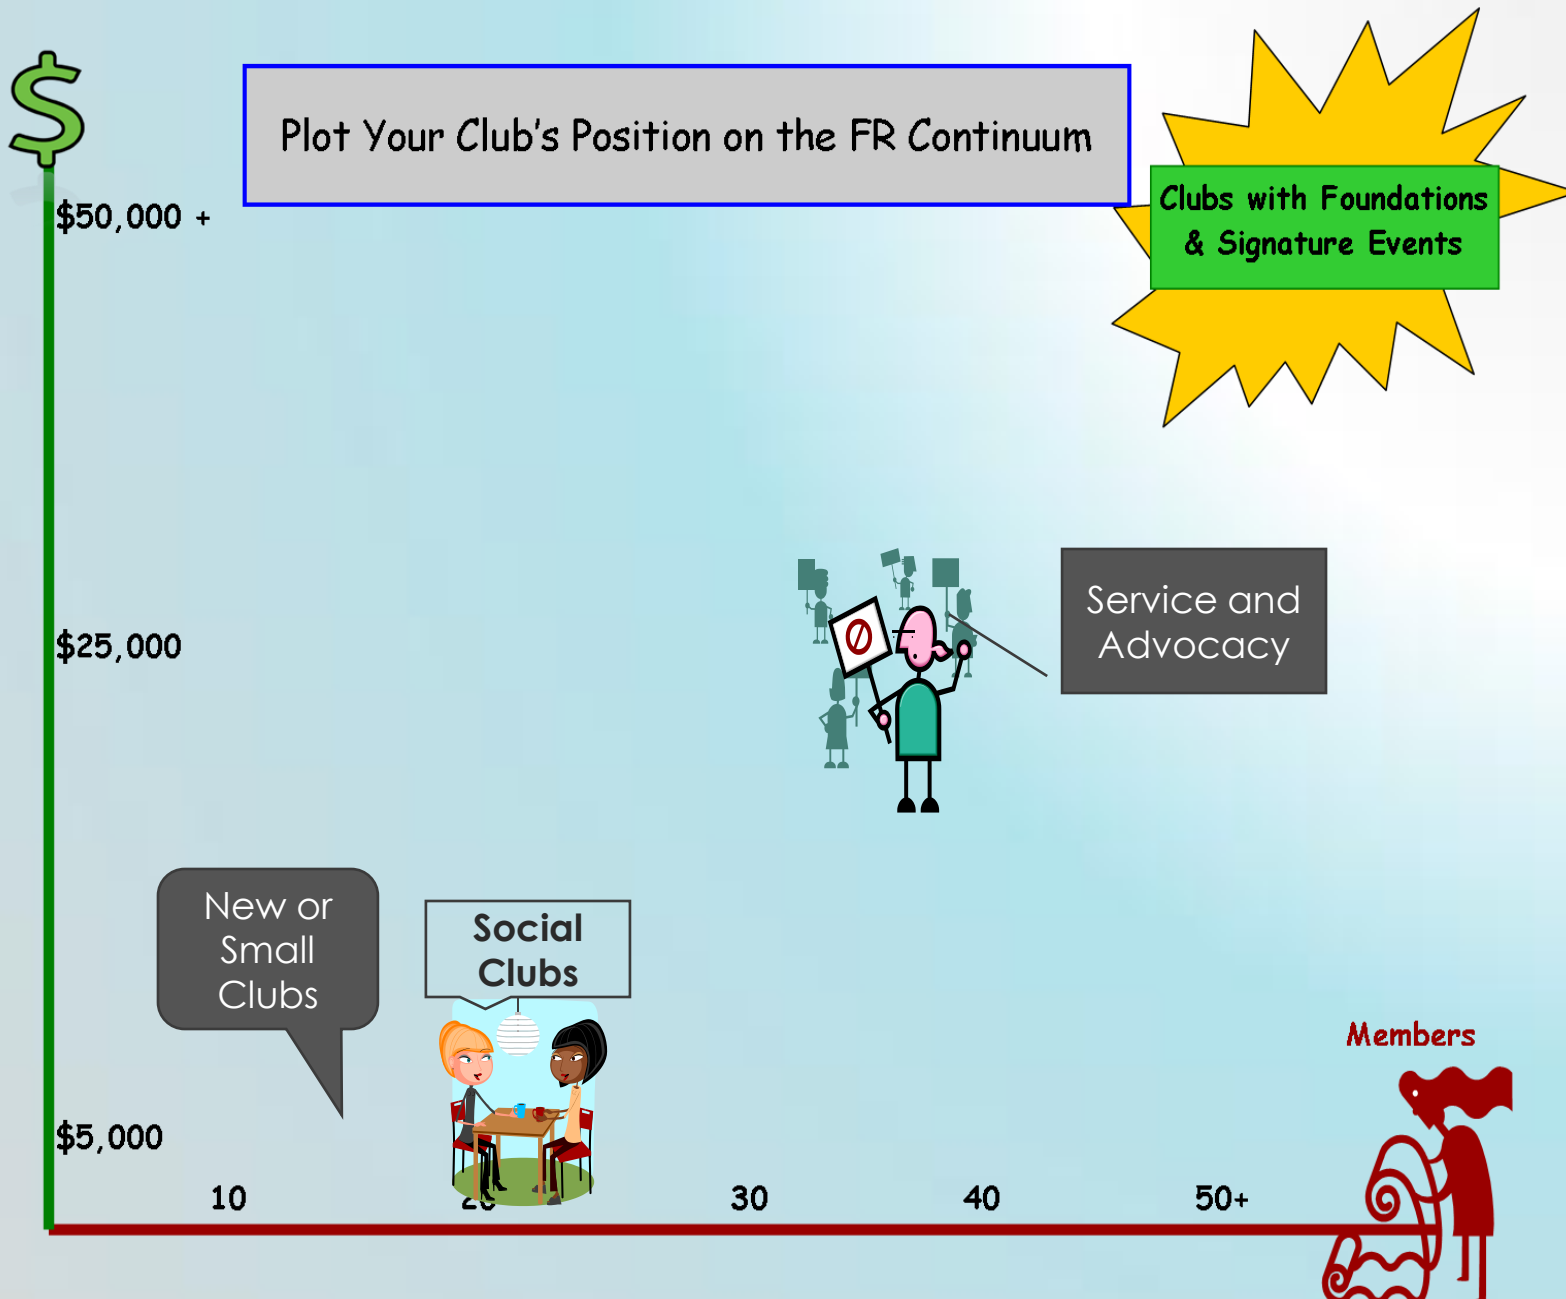 $
Plot Your Club's Position on the FR Continuum
Clubs with Foundations
& Signature Events
$50,000 +
Service and
Advocacy
$25,000
New or
Small
Clubs
Social
Clubs
Members
$5,000
10
20
30
40
50+